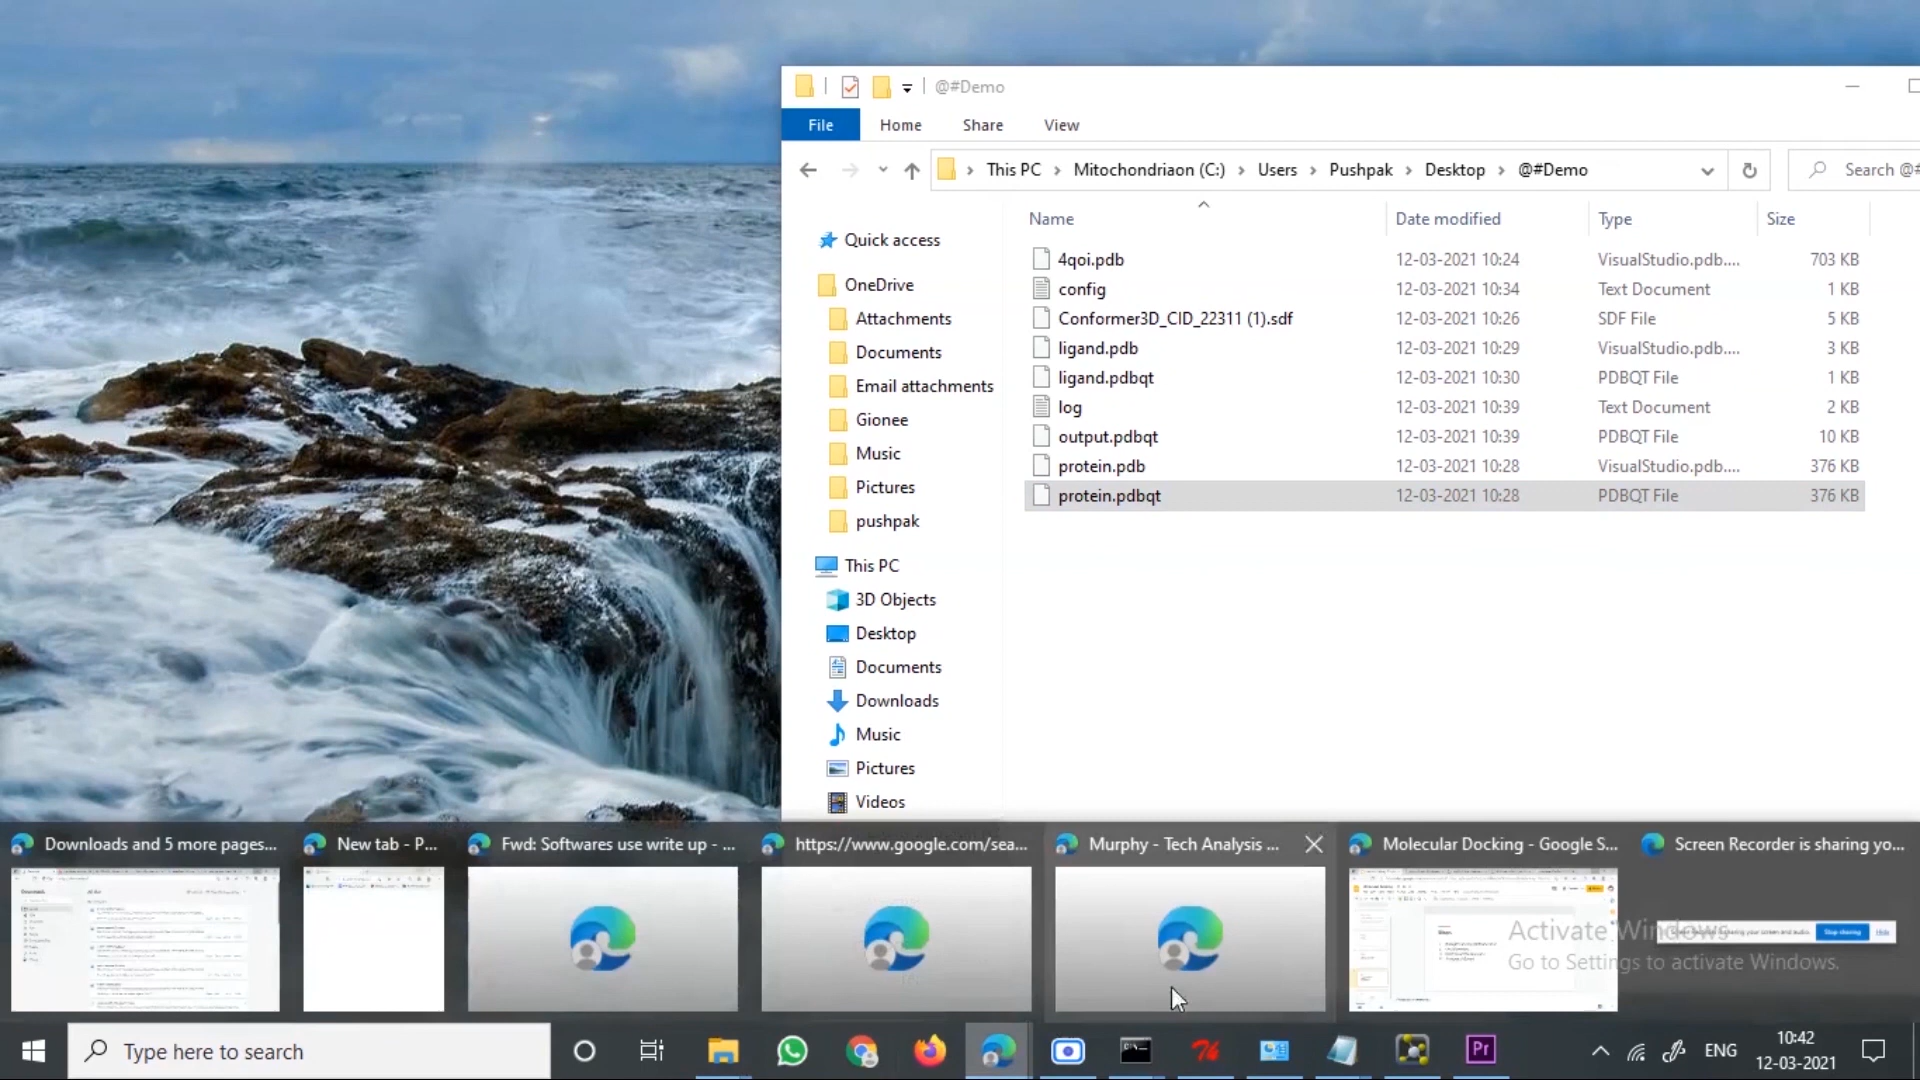 @#Demo
File Home Share View
This PC Mitochondriaon (C:) Users Pushpak Desktop @#Demo
Search @#
Name Date modified Type Size
Quick access
OneDrive
Attachments
Documents
Email attachments
Gionee
Music
Pictures
pushpak
This PC
3D Objects
Desktop
Documents
Downloads
Music
Pictures
Videos
4qoi.pdb 12-03-2021 10:24 VisualStudio.pdb.... 703 KB
config 12-03-2021 10:34 Text Document 1 KB
Conformer3D_CID_22311 (1).sdf 12-03-2021 10:26 SDF File 5 KB
ligand.pdb 12-03-2021 10:29 VisualStudio.pdb.... 3 KB
ligand.pdbqt 12-03-2021 10:30 PDBQT File 1 KB
log 12-03-2021 10:39 Text Document 2 KB
output.pdbqt 12-03-2021 10:39 PDBQT File 10 KB
protein.pdb 12-03-2021 10:28 VisualStudio.pdb.... 376 KB
protein.pdbqt 12-03-2021 10:28 PDBQT File 376 KB
Downloads and 5 more pages...
New tab - P...
Fwd: Softwares use write up - ...
https://www.google.com/sea...
Murphy - Tech Analysis ...
Molecular Docking - Google S...
Screen Recorder is sharing yo...
Stop sharing
Hide
Activate Windows
Go to Settings to activate Windows.
Type here to search
Pr
ENG
10:42
12-03-2021